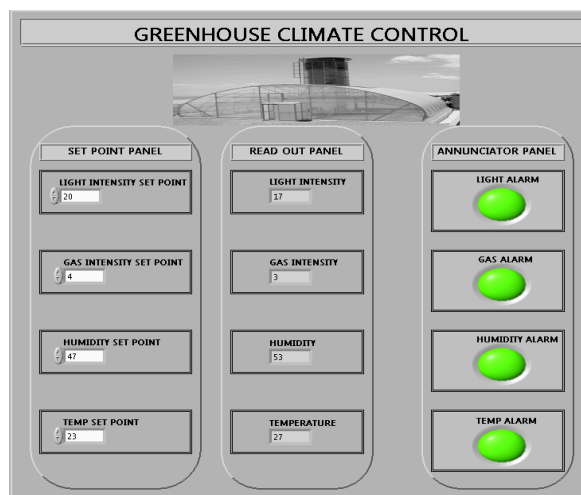 GREENHOUSE CLIMATE CONTROL
SET POINT PANEL
LIGHT INTENSITY SET POINT
20
GAS INTENSITY SET POINT
4
HUMIDITY SET POINT
47
TEMP SET POINT
23
READ OUT PANEL
LIGHT INTENSITY
17
GAS INTENSITY
3
HUMIDITY
53
TEMPERATURE
27
ANNUNCIATOR PANEL
LIGHT ALARM
GAS ALARM
HUMIDITY ALARM
TEMP ALARM